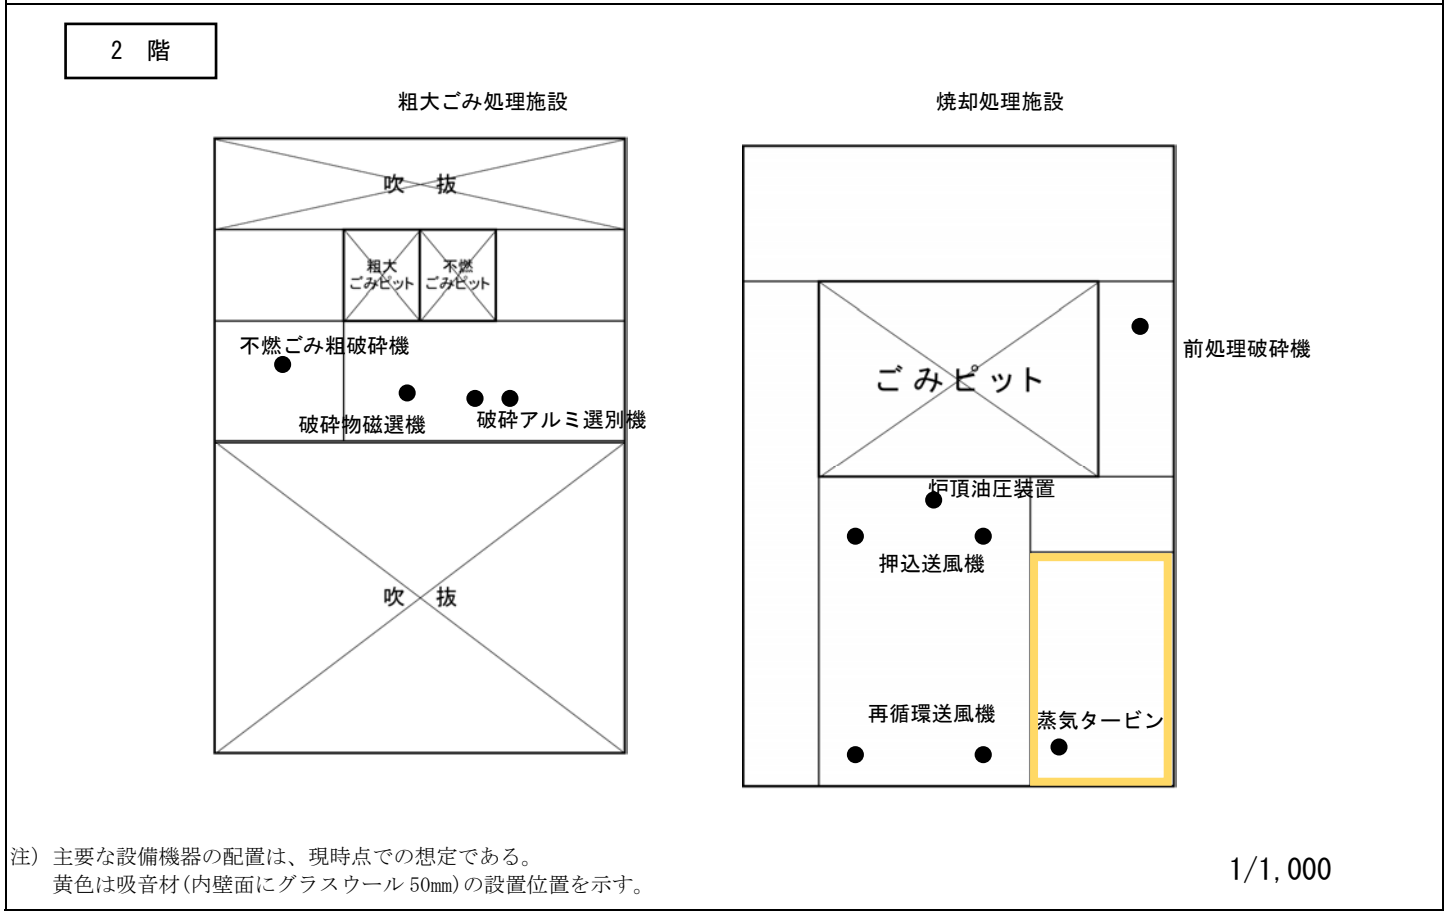 2 階
粗大ごみ処理施設
吹 抜
粗大
ごみピット
不燃
ごみピット
不燃ごみ粗破砕機
破砕物磁選機
破砕アルミ選別機
吹 抜
焼却処理施設
前処理破砕機
ごみピット
炉頂油圧装置
押込送風機
再循環送風機
蒸気タービン
注) 主要な設備機器の配置は、現時点での想定である。
黄色は吸音材(内壁面にグラスウール 50mm)の設置位置を示す。
1/1,000